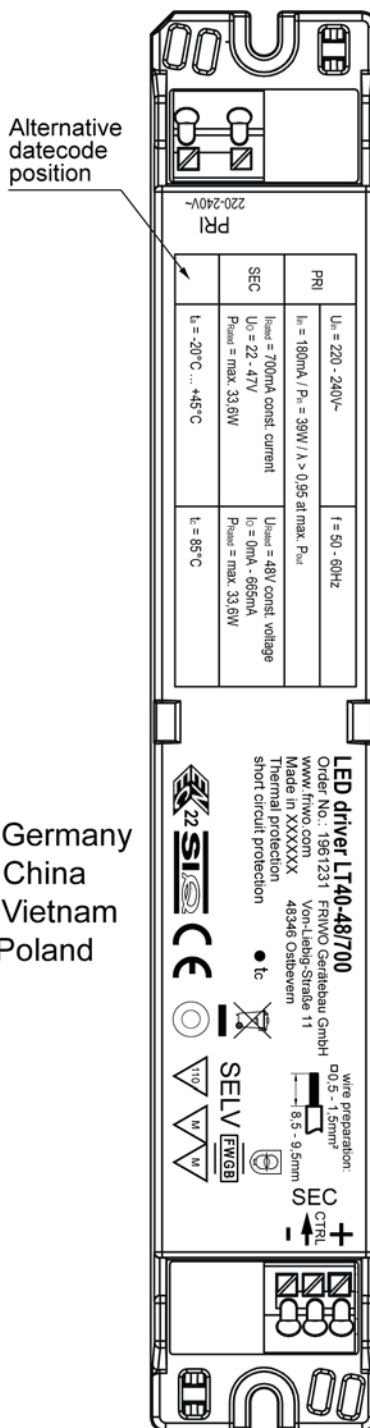 Alternative
datecode
position
PRI
220-240V~
PRI
Uin = 220 - 240V~
f = 50 - 60Hz
Iin = 180mA / Pin = 39W / λ > 0,95 at max. Pout
SEC
IRated = 700mA const. current
UO = 22 - 47V
PRated = max. 33,6W
URated = 48V const. voltage
IO = 0mA - 665mA
PRated = max. 33,6W
ta = -20°C ... +45°C
tc = 85°C
LED driver LT40-48/700
Order No.: 1961231 FRIWO Gerätebau GmbH
www.friwo.com Von-Liebig-Straße 11
Made in XXXXXX 48346 Ostbevern
Thermal protection
short circuit protection
tc
22
SI
CE
SELV
FWGB
110
M
M
wire preparation:
0,5 - 1,5mm²
8,5 - 9,5mm
SEC
+
CTRL
-
Germany
China
Vietnam
Poland